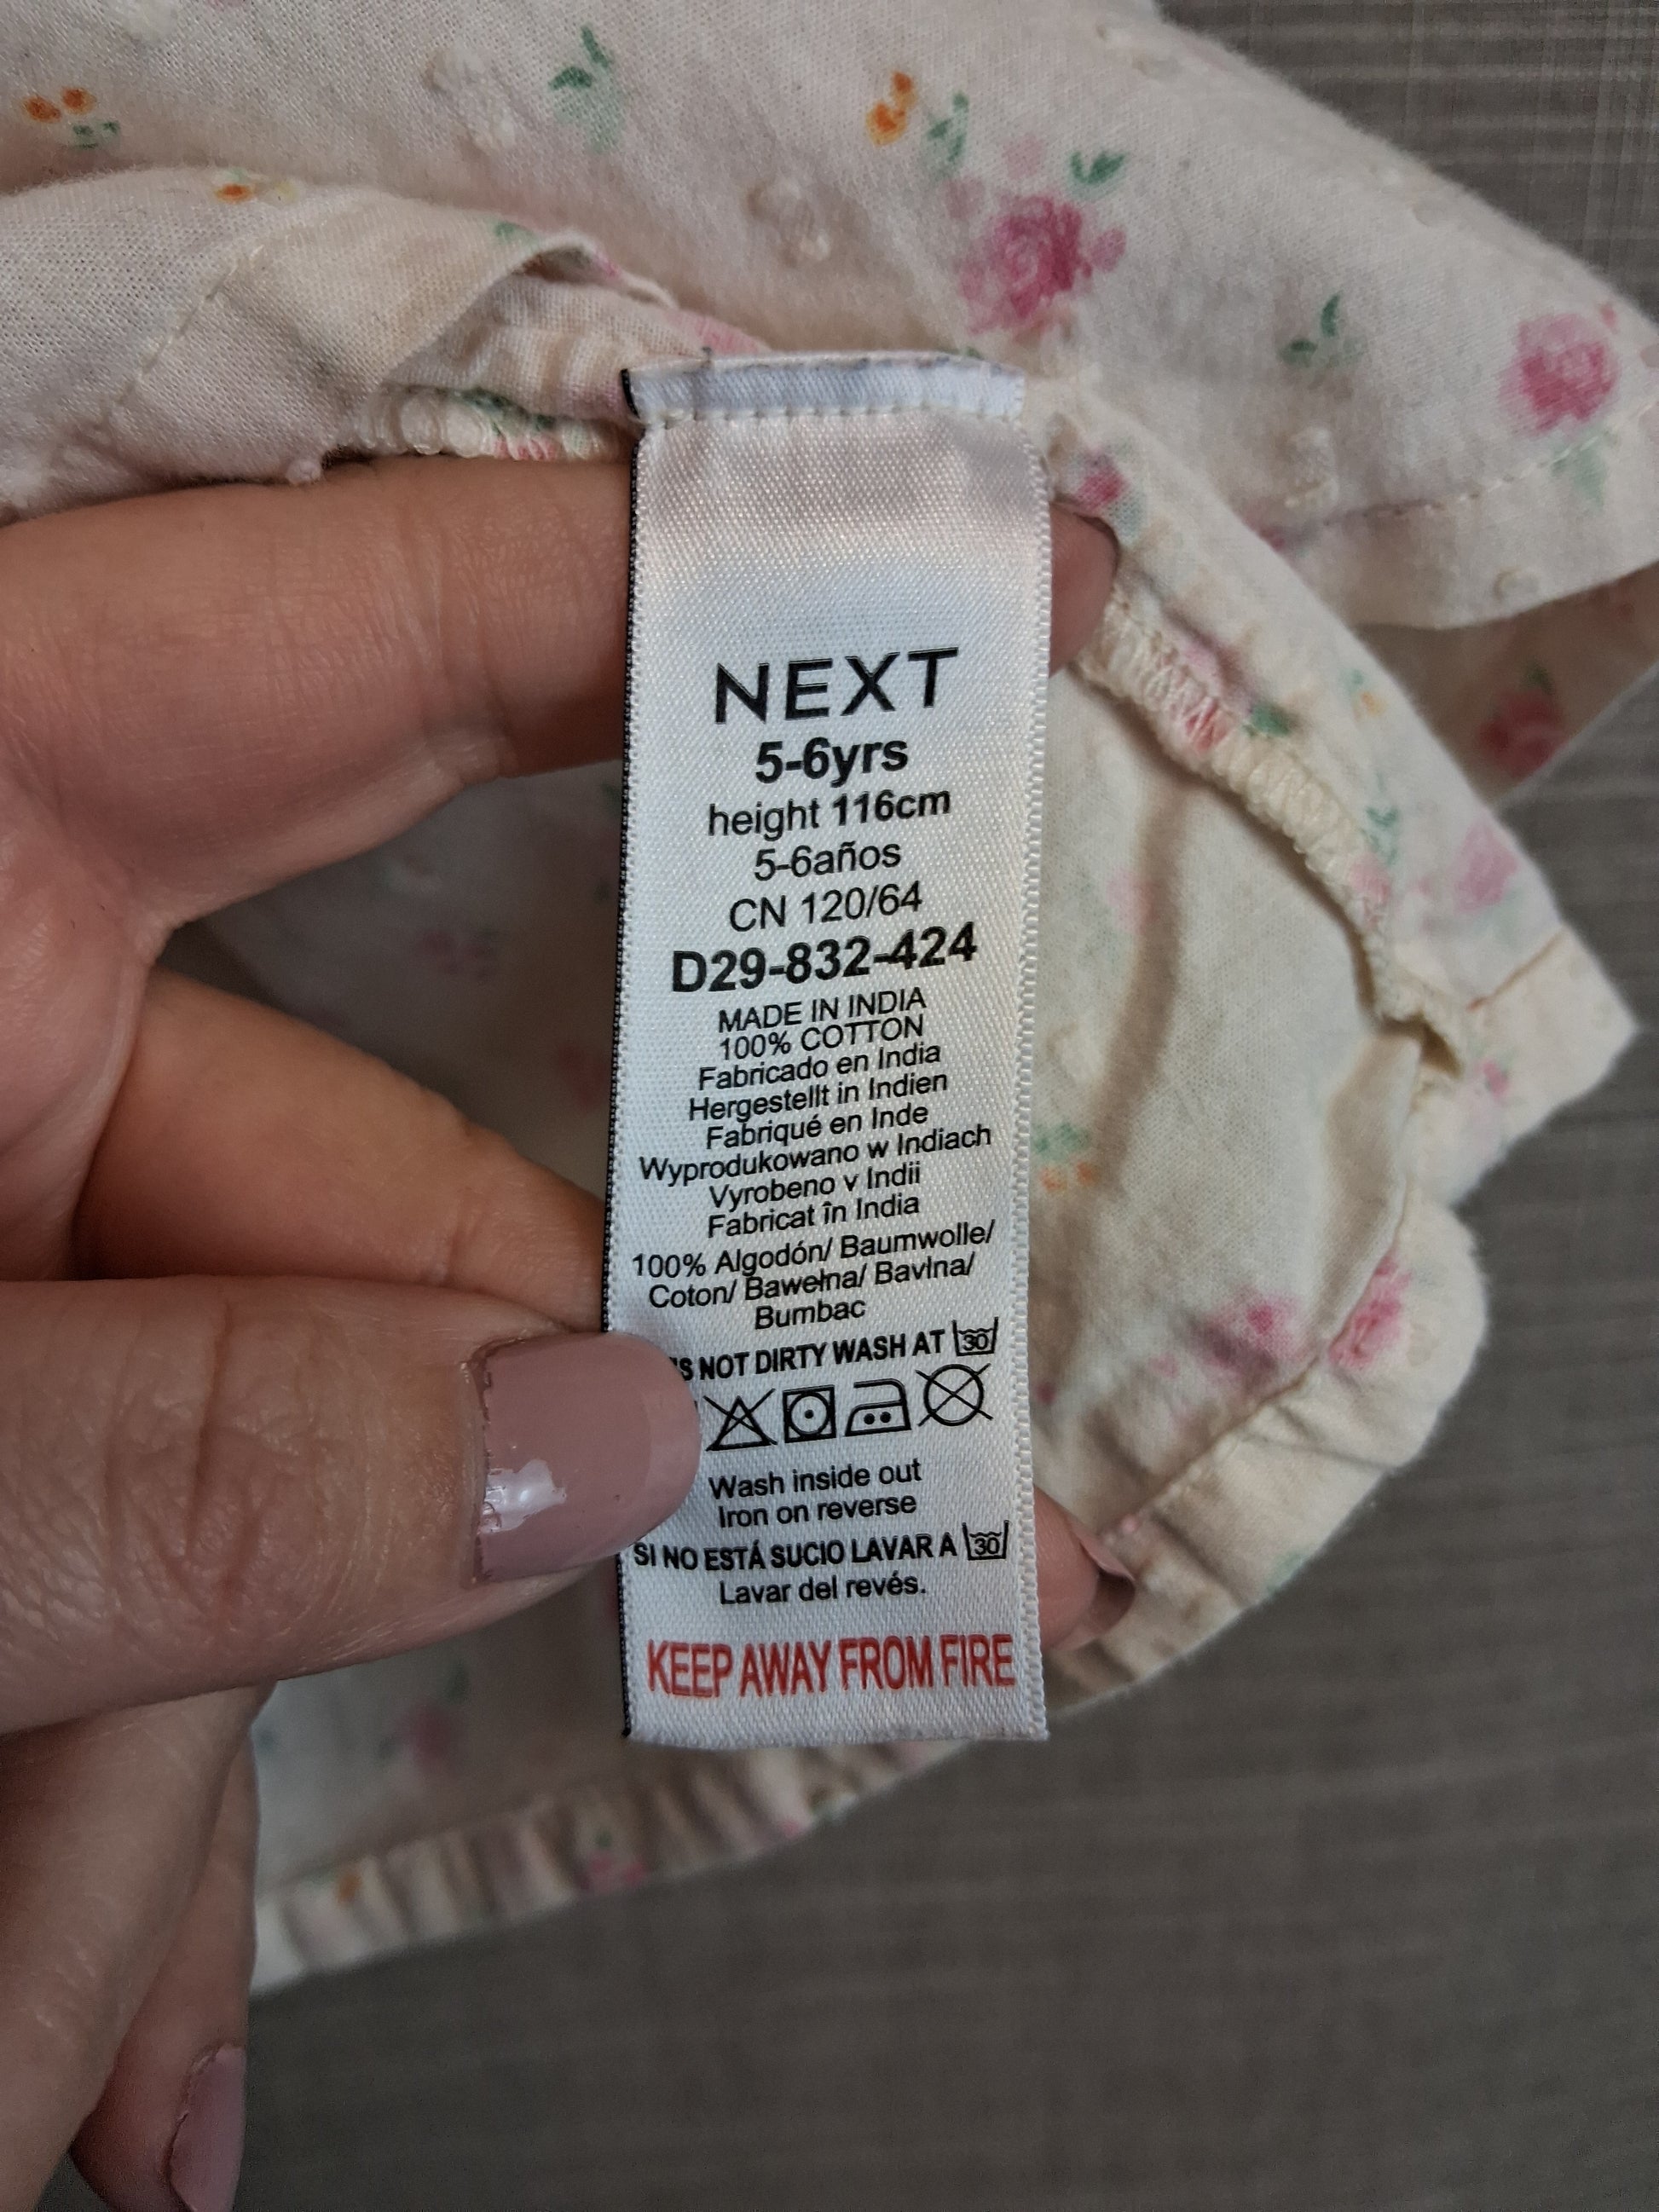 NEXT
5-6yrs
height 116cm
5-6años
CN 120/64
D29-832-424
MADE IN INDIA
100% COTTON
Fabricado en India
Hergestellt in Indien
Fabriqué en Inde
Wyprodukowano w Indiach
Vyrobeno v Indii
Fabricat în India
100% Algodón/ Baumwolle/
Coton/ Bawełna/ Bavlna/
Bumbac
NOT DIRTY WASH AT 30
Wash inside out
Iron on reverse
SI NO ESTÁ SUCIO LAVAR A 30
Lavar del revés.
KEEP AWAY FROM FIRE